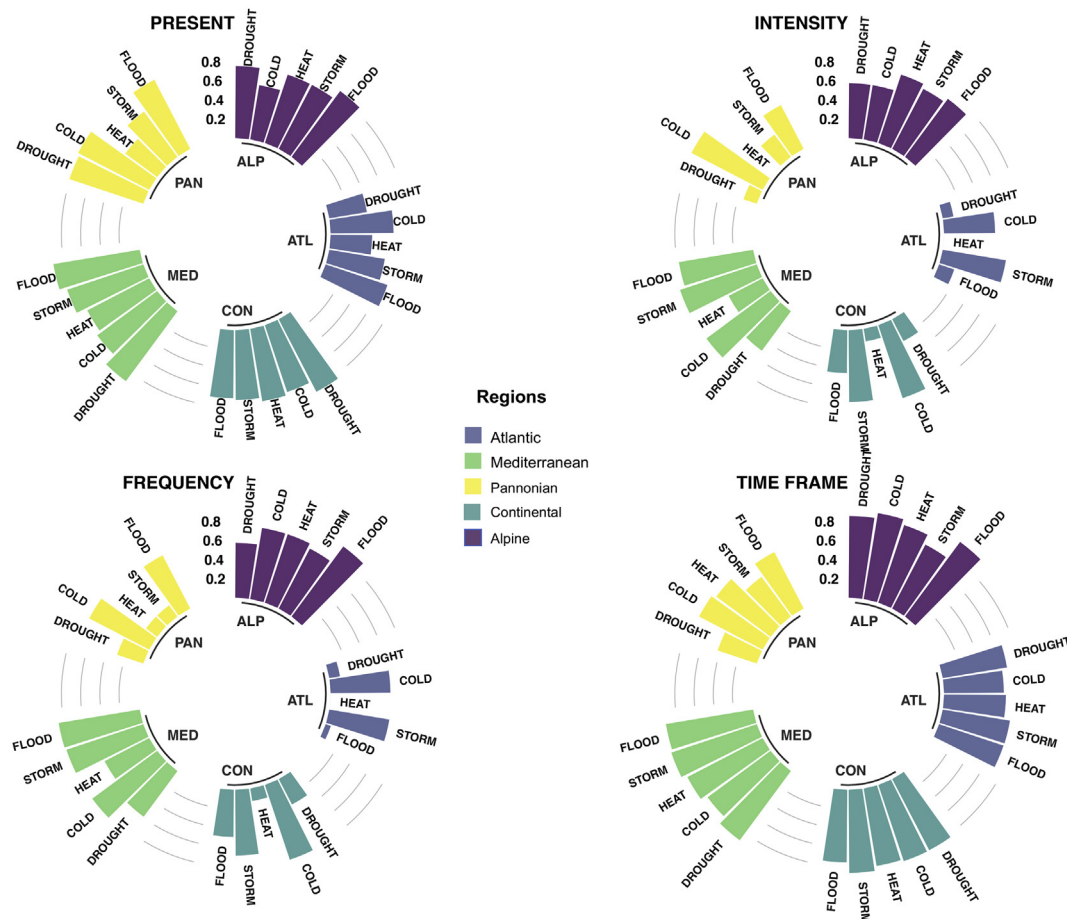 PRESENT
DROUGHT
COLD
HEAT
STORM
FLOOD
0.8
0.6
0.4
0.2
ALP
DROUGHT
COLD
HEAT
STORM
FLOOD
ATL
DROUGHT
COLD
HEAT
STORM
FLOOD
CON
DROUGHT
COLD
HEAT
STORM
FLOOD
MED
DROUGHT
COLD
HEAT
STORM
FLOOD
PAN
INTENSITY
DROUGHT
COLD
HEAT
STORM
FLOOD
0.8
0.6
0.4
0.2
ALP
DROUGHT
COLD
HEAT
STORM
FLOOD
ATL
DROUGHT
COLD
HEAT
STORM
FLOOD
CON
DROUGHT
COLD
HEAT
STORM
FLOOD
MED
DROUGHT
COLD
HEAT
STORM
FLOOD
PAN
Regions
Atlantic
Mediterranean
Pannonian
Continental
Alpine
FREQUENCY
DROUGHT
COLD
HEAT
STORM
FLOOD
0.8
0.6
0.4
0.2
ALP
DROUGHT
COLD
HEAT
STORM
FLOOD
ATL
DROUGHT
COLD
HEAT
STORM
FLOOD
CON
DROUGHT
COLD
HEAT
STORM
FLOOD
MED
DROUGHT
COLD
HEAT
STORM
FLOOD
PAN
TIME FRAME
DROUGHT
COLD
HEAT
STORM
FLOOD
0.8
0.6
0.4
0.2
ALP
DROUGHT
COLD
HEAT
STORM
FLOOD
ATL
DROUGHT
COLD
HEAT
STORM
FLOOD
CON
DROUGHT
COLD
HEAT
STORM
FLOOD
MED
DROUGHT
COLD
HEAT
STORM
FLOOD
PAN